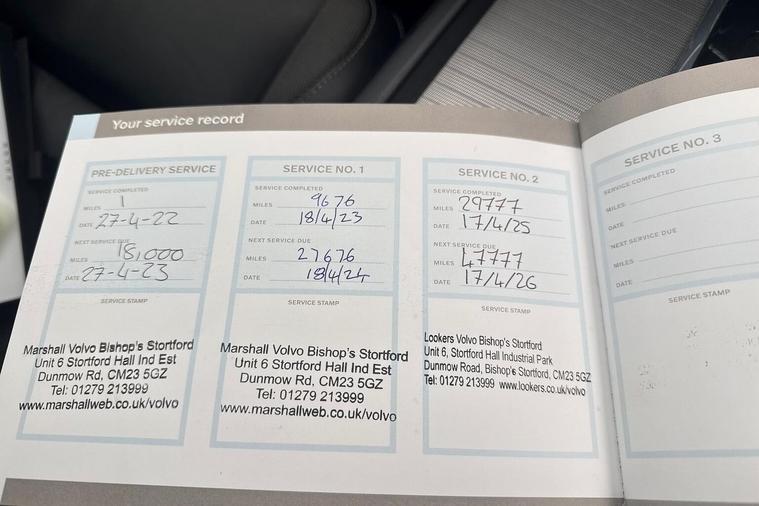 Your service record
PRE-DELIVERY SERVICE
SERVICE COMPLETED
MILES 1
DATE 27-4-22
NEXT SERVICE DUE
MILES 18,000
DATE 27-4-23
SERVICE STAMP
Marshall Volvo Bishop's Stortford
Unit 6 Stortford Hall Ind Est
Dunmow Rd, CM23 5GZ
Tel: 01279 213999
www.marshallweb.co.uk/volvo
SERVICE NO. 1
SERVICE COMPLETED
MILES 9676
DATE 18/4/23
NEXT SERVICE DUE
MILES 27676
DATE 18/4/24
SERVICE STAMP
Marshall Volvo Bishop's Stortford
Unit 6 Stortford Hall Ind Est
Dunmow Rd, CM23 5GZ
Tel: 01279 213999
www.marshallweb.co.uk/volvo
SERVICE NO. 2
SERVICE COMPLETED
MILES 29777
DATE 17/4/25
NEXT SERVICE DUE
MILES 47777
DATE 17/4/26
SERVICE STAMP
Lookers Volvo Bishop's Stortford
Unit 6, Stortford Hall Industrial Park
Dunmow Road, Bishop's Stortford, CM23 5GZ
Tel: 01279 213999 www.lookers.co.uk/volvo
SERVICE NO. 3
SERVICE COMPLETED
MILES
DATE
NEXT SERVICE DUE
MILES
DATE
SERVICE STAMP